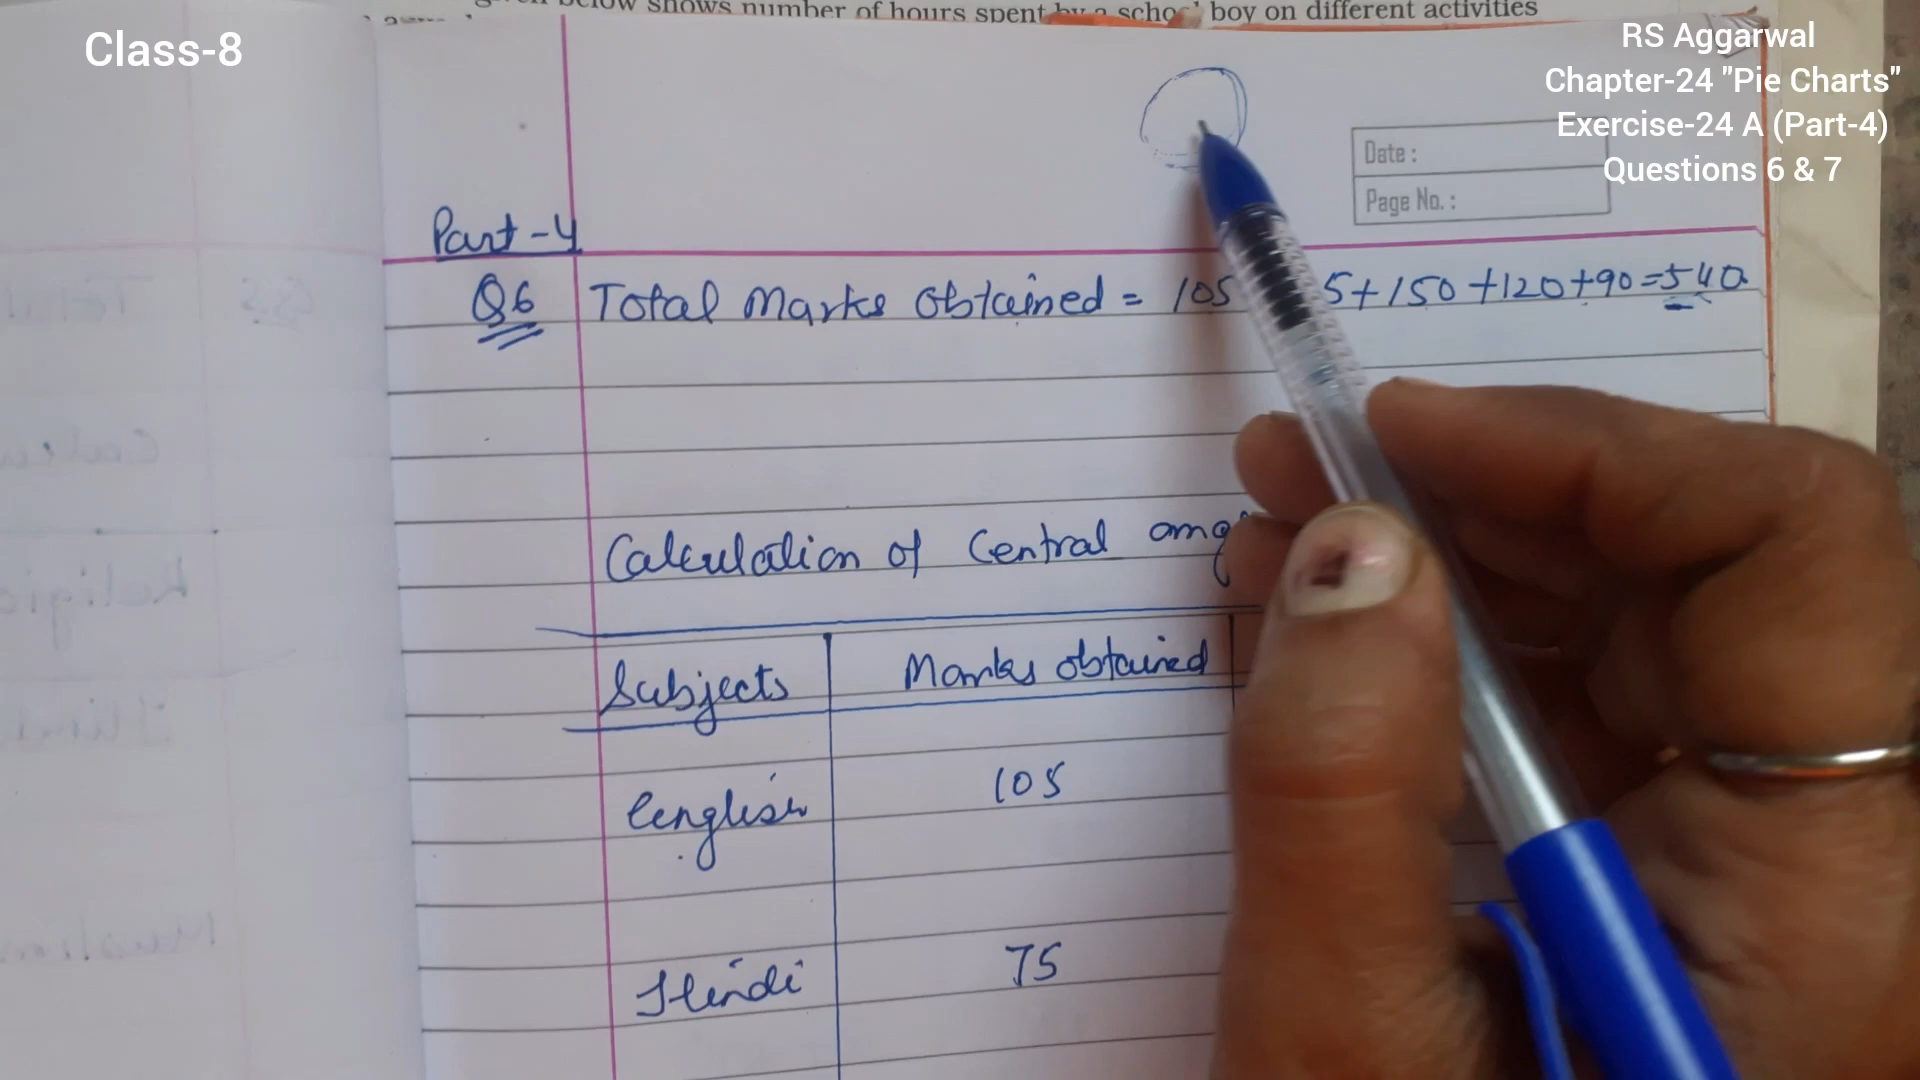 below shows number of hours spent by a school boy on different activities
Class-8
RS Aggarwal
Chapter-24 "Pie Charts"
Exercise-24 A (Part-4)
Questions 6 & 7
Date :
Page No. :
Part-4
Q6 Total Marks Obtained = 105 5+150+120+90=540
Calculation of Central
Subjects Marks obtained
English 105
Hindi 75